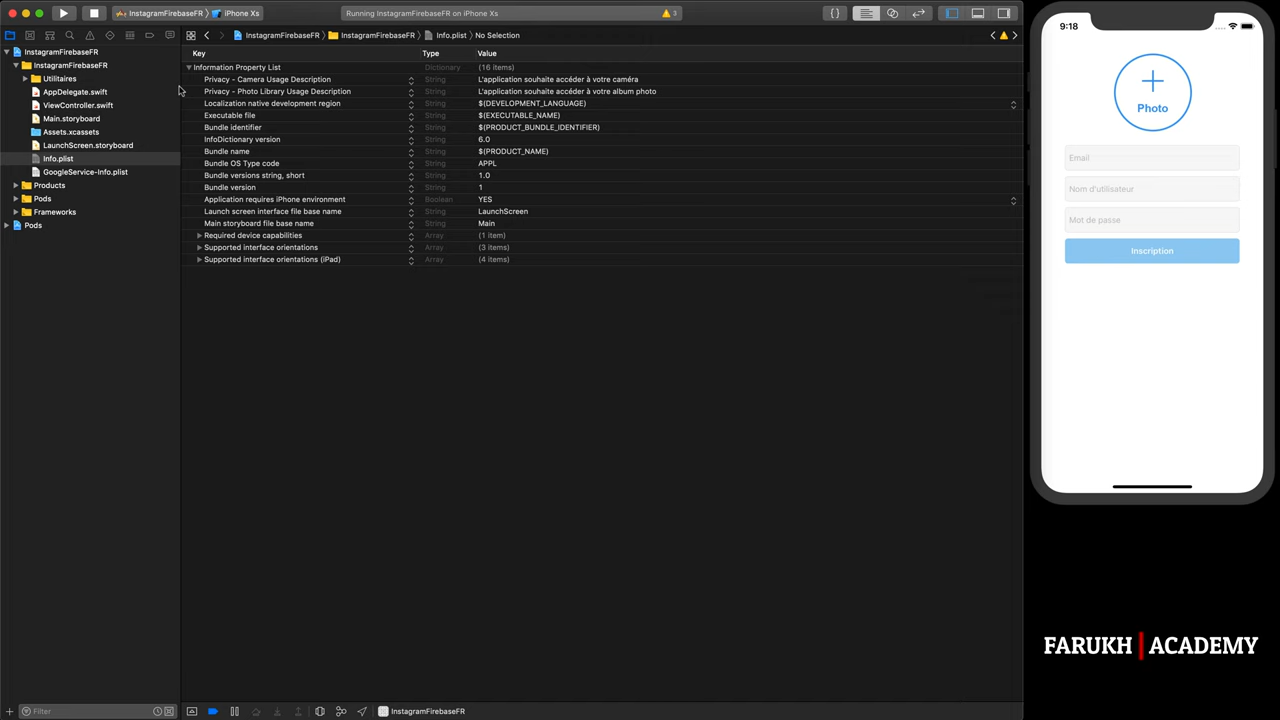 InstagramFirebaseFR 〉 iPhone Xs
Running InstagramFirebaseFR on iPhone Xs
3
InstagramFirebaseFR 〉 InstagramFirebaseFR 〉 Info.plist 〉 No Selection
InstagramFirebaseFR
InstagramFirebaseFR
Utilitaires
AppDelegate.swift
ViewController.swift
Main.storyboard
Assets.xcassets
LaunchScreen.storyboard
Info.plist
GoogleService-Info.plist
Products
Pods
Frameworks
Pods
Filter
Key Type Value
Information Property List Dictionary (16 items)
Privacy - Camera Usage Description String L'application souhaite accéder à votre caméra
Privacy - Photo Library Usage Description String L'application souhaite accéder à votre album photo
Localization native development region String $(DEVELOPMENT_LANGUAGE)
Executable file String $(EXECUTABLE_NAME)
Bundle identifier String $(PRODUCT_BUNDLE_IDENTIFIER)
InfoDictionary version String 6.0
Bundle name String $(PRODUCT_NAME)
Bundle OS Type code String APPL
Bundle versions string, short String 1.0
Bundle version String 1
Application requires iPhone environment Boolean YES
Launch screen interface file base name String LaunchScreen
Main storyboard file base name String Main
Required device capabilities Array (1 item)
Supported interface orientations Array (3 items)
Supported interface orientations (iPad) Array (4 items)
InstagramFirebaseFR
9:18
Photo
Email
Nom d'utilisateur
Mot de passe
Inscription
FARUKH | ACADEMY